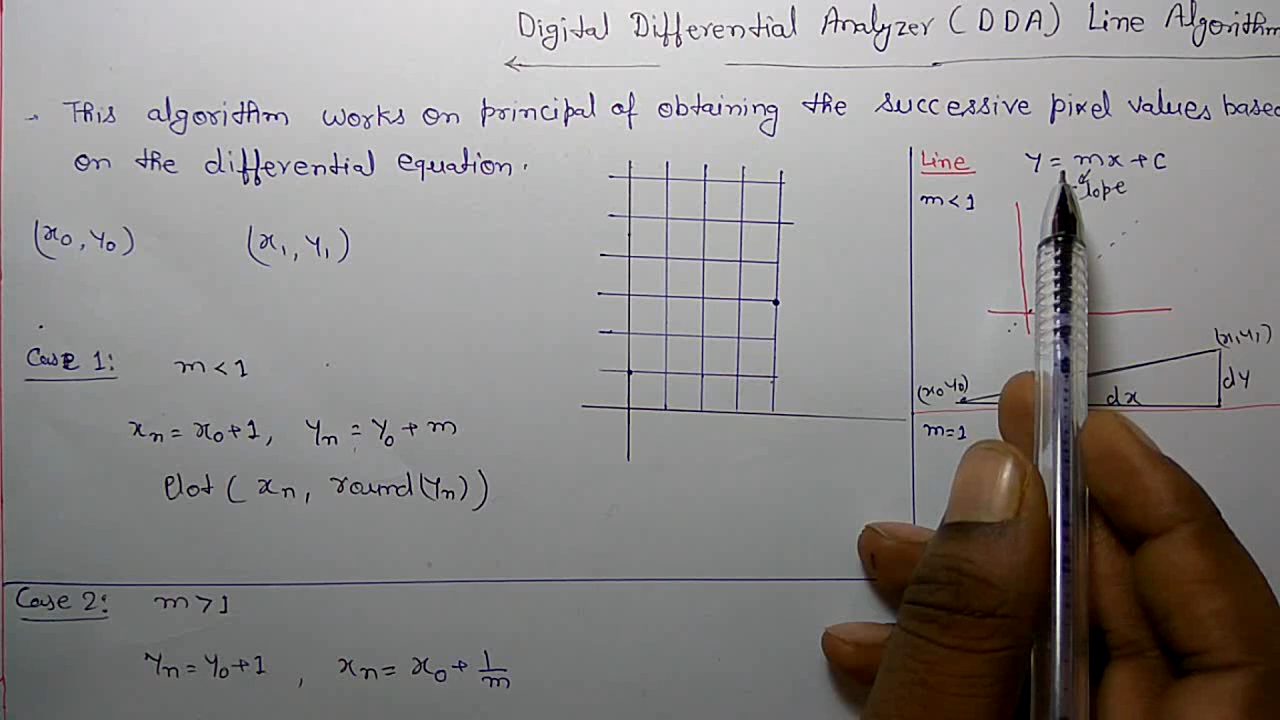 Digital Differential Analyzer (DDA) Line Algorithm
This algorithm works on principal of obtaining the successive pixel values based
on the differential equation.
(x₀, y₀) (x₁, y₁)
Case 1: m < 1
xₙ = x₀ + 1, yₙ = y₀ + m
Plot ( xₙ, round(yₙ))
Case 2: m > 1
yₙ = y₀ + 1 , xₙ = x₀ + 1/m
Line y = mx + c
slope
m < 1
(x₁, y₁)
(x₀ y₀) dx dy
m = 1